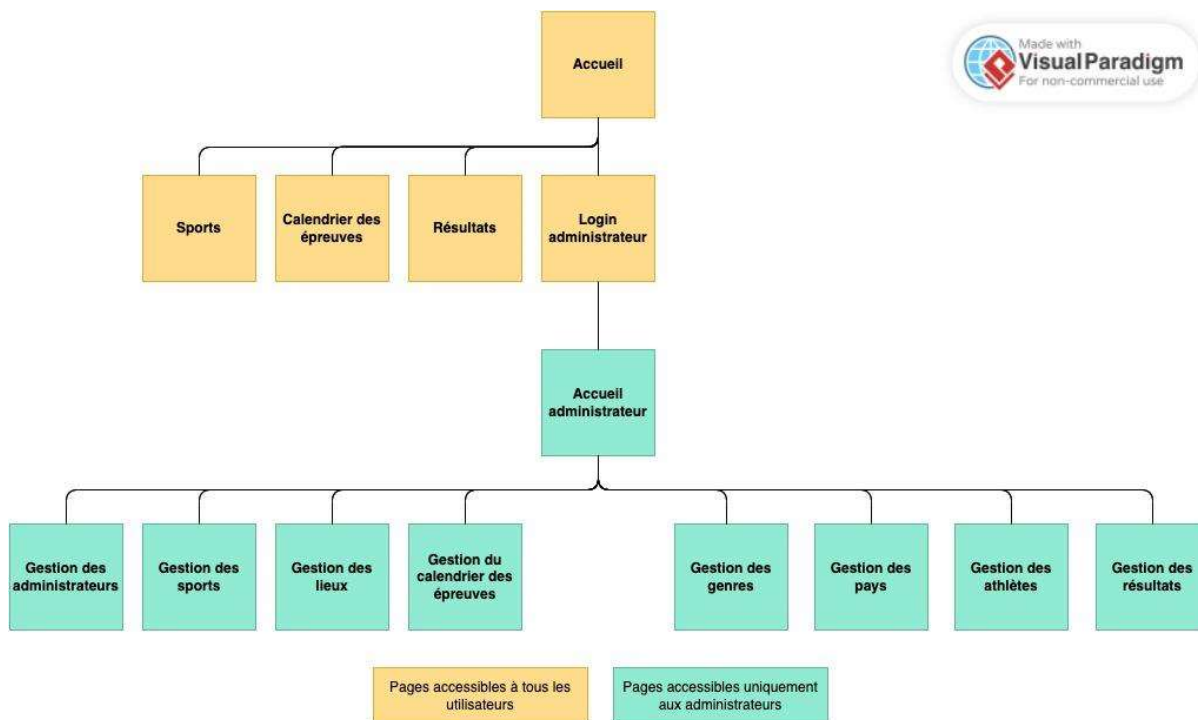 Accueil
Made with
Visual Paradigm
For non-commercial use
Sports
Calendrier des
épreuves
Résultats
Login
administrateur
Accueil
administrateur
Gestion des
administrateurs
Gestion des
sports
Gestion des
lieux
Gestion du
calendrier des
épreuves
Gestion des
genres
Gestion des
pays
Gestion des
athlètes
Gestion des
résultats
Pages accessibles à tous les
utilisateurs
Pages accessibles uniquement
aux administrateurs